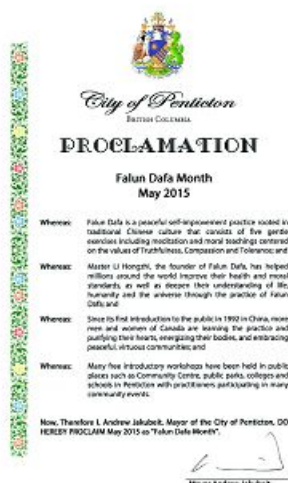 City of Penticton
BRITISH COLUMBIA
PROCLAMATION
Falun Dafa Month
May 2015
Whereas: Falun Dafa is a peaceful self-improvement practice rooted in
traditional Chinese culture that consists of five gentle
exercises including meditation and moral teachings centered
on the values of Truthfulness, Compassion and Tolerance; and
Whereas: Master Li Hongzhi, the founder of Falun Dafa, has helped
millions around the world improve their health and moral
standards, as well as deepen their understanding of life,
humanity and the universe through the practice of Falun
Dafa; and
Whereas: Since its first introduction to the public in 1992 in China, more
men and women of Canada are learning the practice and
purifying their hearts, energizing their bodies, and embracing
peaceful, virtuous communities; and
Whereas: Many free introductory workshops have been held in public
places such as Community Centre, public parks, colleges and
schools in Penticton with practitioners participating in many
community events.
Now, Therefore I, Andrew Jakubeit, Mayor of the City of Penticton, DO
HEREBY PROCLAIM May 2015 as "Falun Dafa Month".
Mayor Andrew Jakubeit